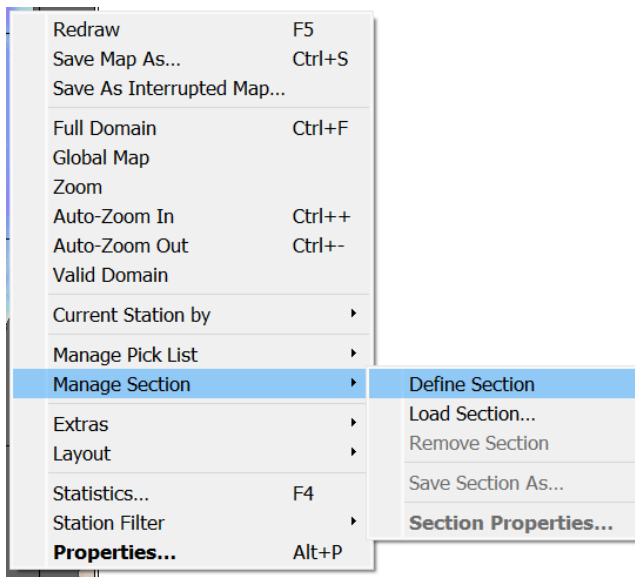 Redraw F5
Save Map As... Ctrl+S
Save As Interrupted Map...
Full Domain Ctrl+F
Global Map
Zoom
Auto-Zoom In Ctrl++
Auto-Zoom Out Ctrl+-
Valid Domain
Current Station by
Manage Pick List
Manage Section
Extras
Layout
Statistics... F4
Station Filter
Properties... Alt+P
Define Section
Load Section...
Remove Section
Save Section As...
Section Properties...